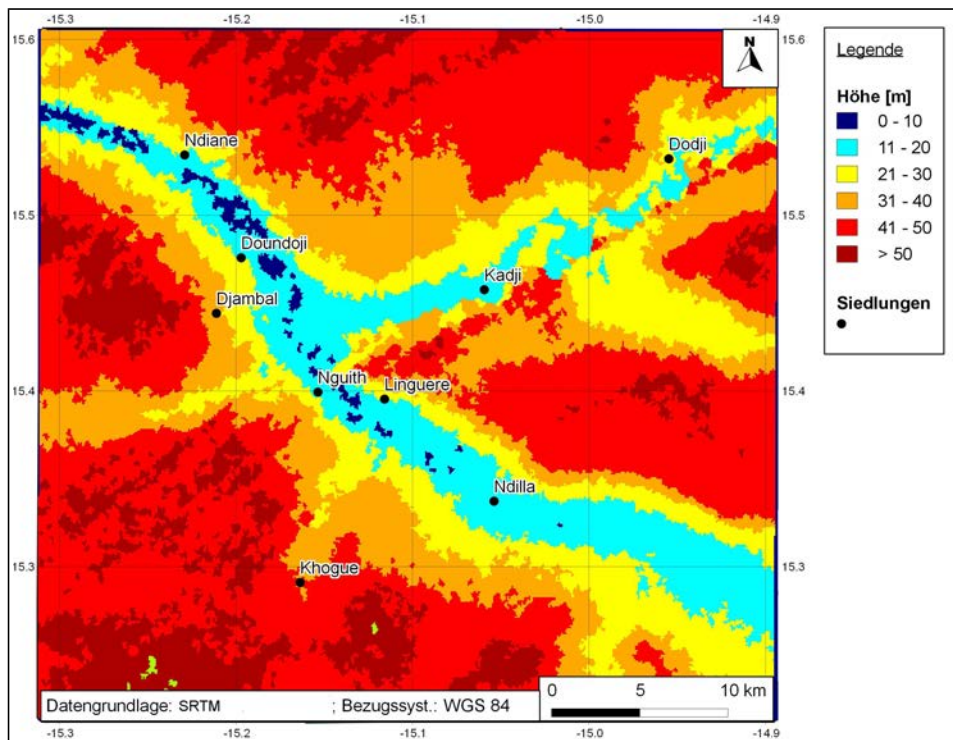 -15.3 -15.2 -15.1 -15.0 -14.9
15.6 15.6
N
Ndiane
Dodji
15.5 15.5
Doundoji
Kadji
Djambal
15.4 15.4
Nguith Linguere
Ndilla
15.3 15.3
Khogue
Datengrundlage: SRTM ; Bezugssyst.: WGS 84
0 5 10 km
-15.3 -15.2 -15.1 -15.0 -14.9
Legende
Höhe [m]
0 - 10
11 - 20
21 - 30
31 - 40
41 - 50
> 50
Siedlungen